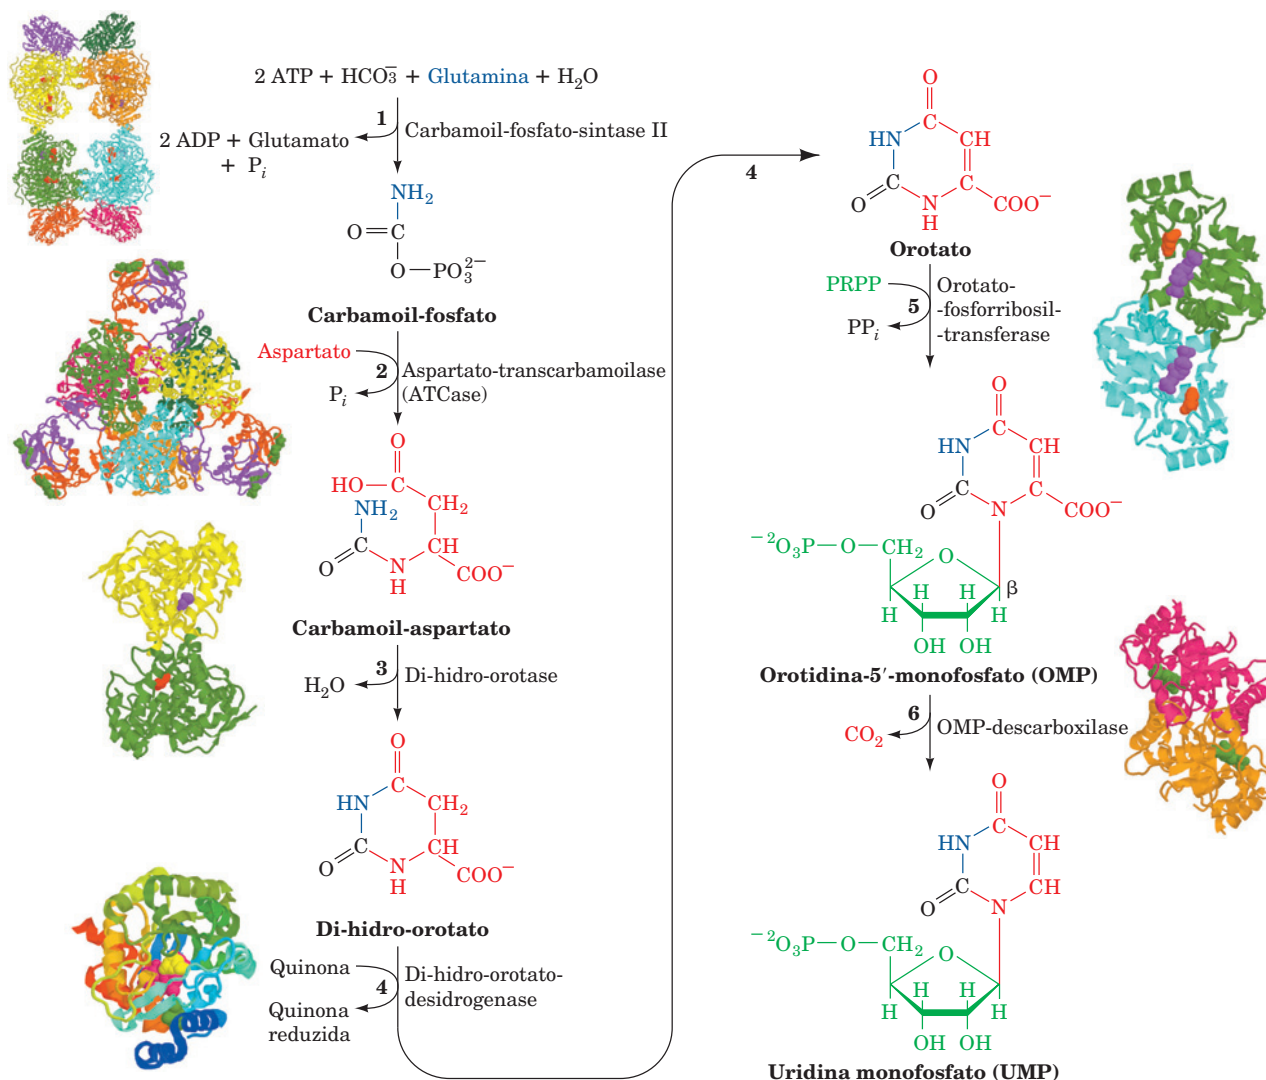 2 ATP + HCO₃⁻ + Glutamina + H₂O
1
Carbamoil-fosfato-sintase II
2 ADP + Glutamato
+ Pᵢ
NH₂
O=C
O—PO₃²⁻
Carbamoil-fosfato
Aspartato
2
Aspartato-transcarbamoilase
(ATCase)
Pᵢ
O
HO—C
NH₂
CH₂
C
CH
O
N
H
COO⁻
Carbamoil-aspartato
3
Di-hidro-orotase
H₂O
O
C
HN
CH₂
C
CH
O
N
H
COO⁻
Di-hidro-orotato
Quinona
4
Di-hidro-orotato-
desidrogenase
Quinona
reduzida
4
O
C
HN
CH
C
C
O
NH
H
COO⁻
Orotato
PRPP
5
Orotato-
-fosforribosil-
-transferase
PPᵢ
O
C
HN
CH
C
C
O
N
COO⁻
⁻²O₃P—O—CH₂
O
H
H
H
H
β
OH
OH
Orotidina-5′-monofosfato (OMP)
6
OMP-descarboxilase
CO₂
O
C
HN
CH
C
CH
O
N
⁻²O₃P—O—CH₂
O
H
H
H
H
OH
OH
Uridina monofosfato (UMP)